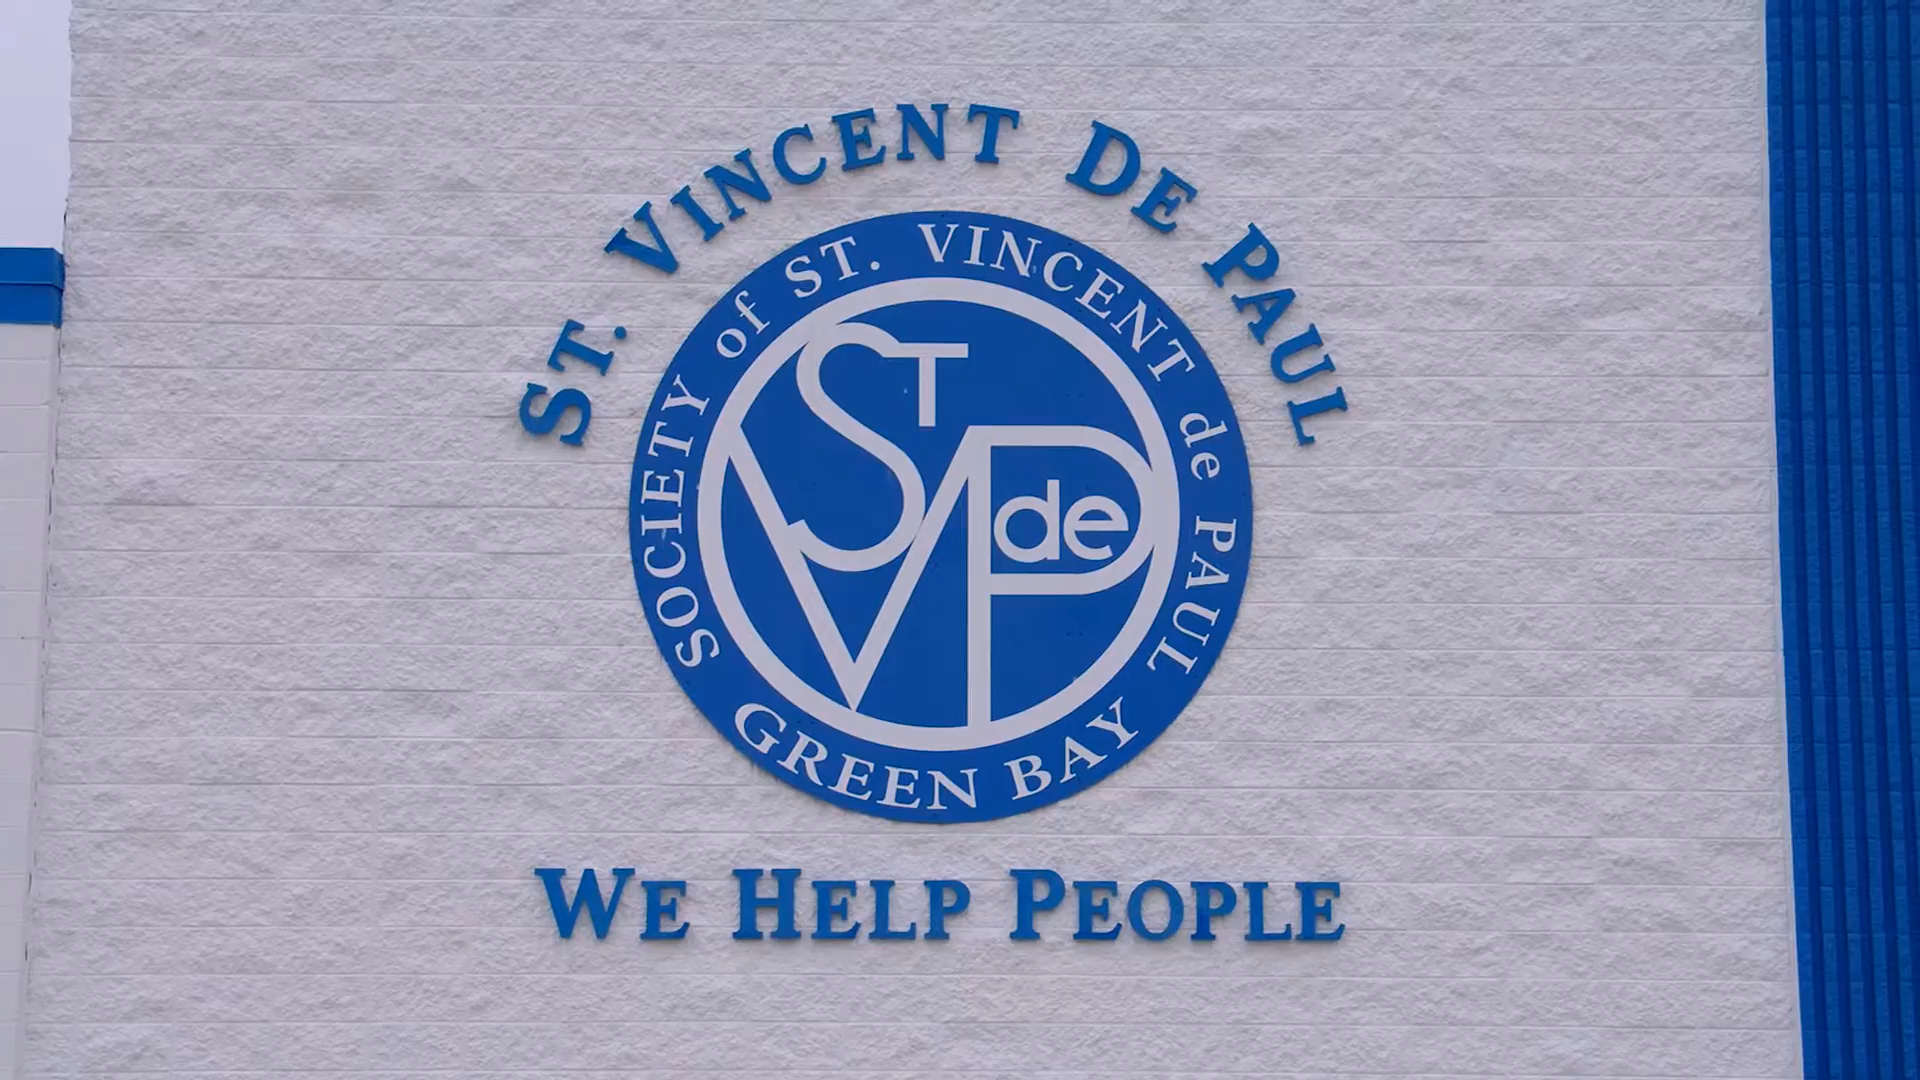 ST. VINCENT DE PAUL
SOCIETY of ST. VINCENT de PAUL
ST
V P de
GREEN BAY
WE HELP PEOPLE